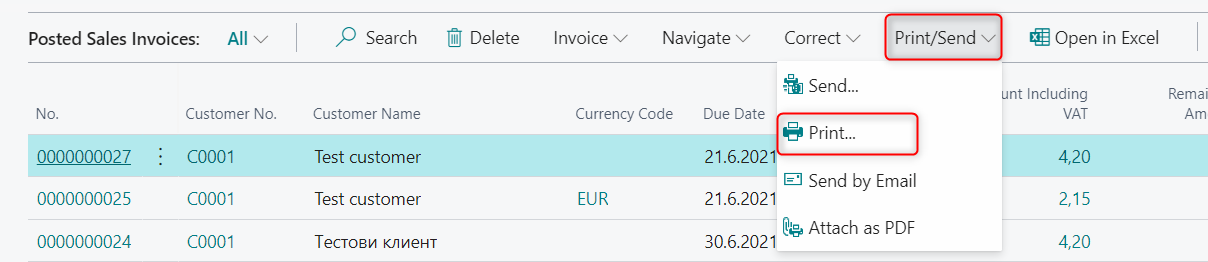 Posted Sales Invoices: All Search Delete Invoice Navigate Correct Print/Send Open in Excel
Send...
Print...
Send by Email
Attach as PDF
unt Including Remai
No. Customer No. Customer Name Currency Code Due Date VAT Am
0000000027 C0001 Test customer 21.6.2021 4,20
0000000025 C0001 Test customer EUR 21.6.2021 2,15
0000000024 C0001 Тестови клиент 30.6.2021 4,20